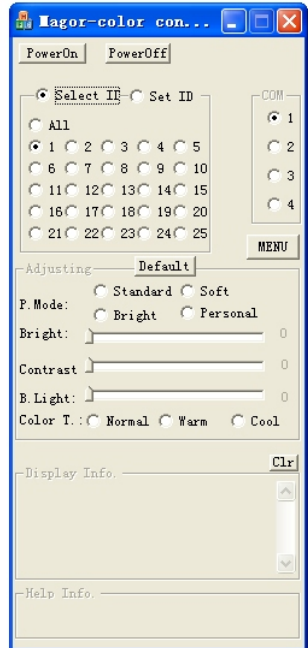 Magor-color con...
PowerOn PowerOff
Select ID Set ID
COM
All
1
1 2 3 4 5
2
6 7 8 9 10
3
11 12 13 14 15
4
16 17 18 19 20
21 22 23 24 25
MENU
Adjusting Default
Standard Soft
P.Mode:
Bright Personal
Bright: 0
Contrast 0
B.Light: 0
Color T.: Normal Warm Cool
Clr
Display Info.
Help Info.